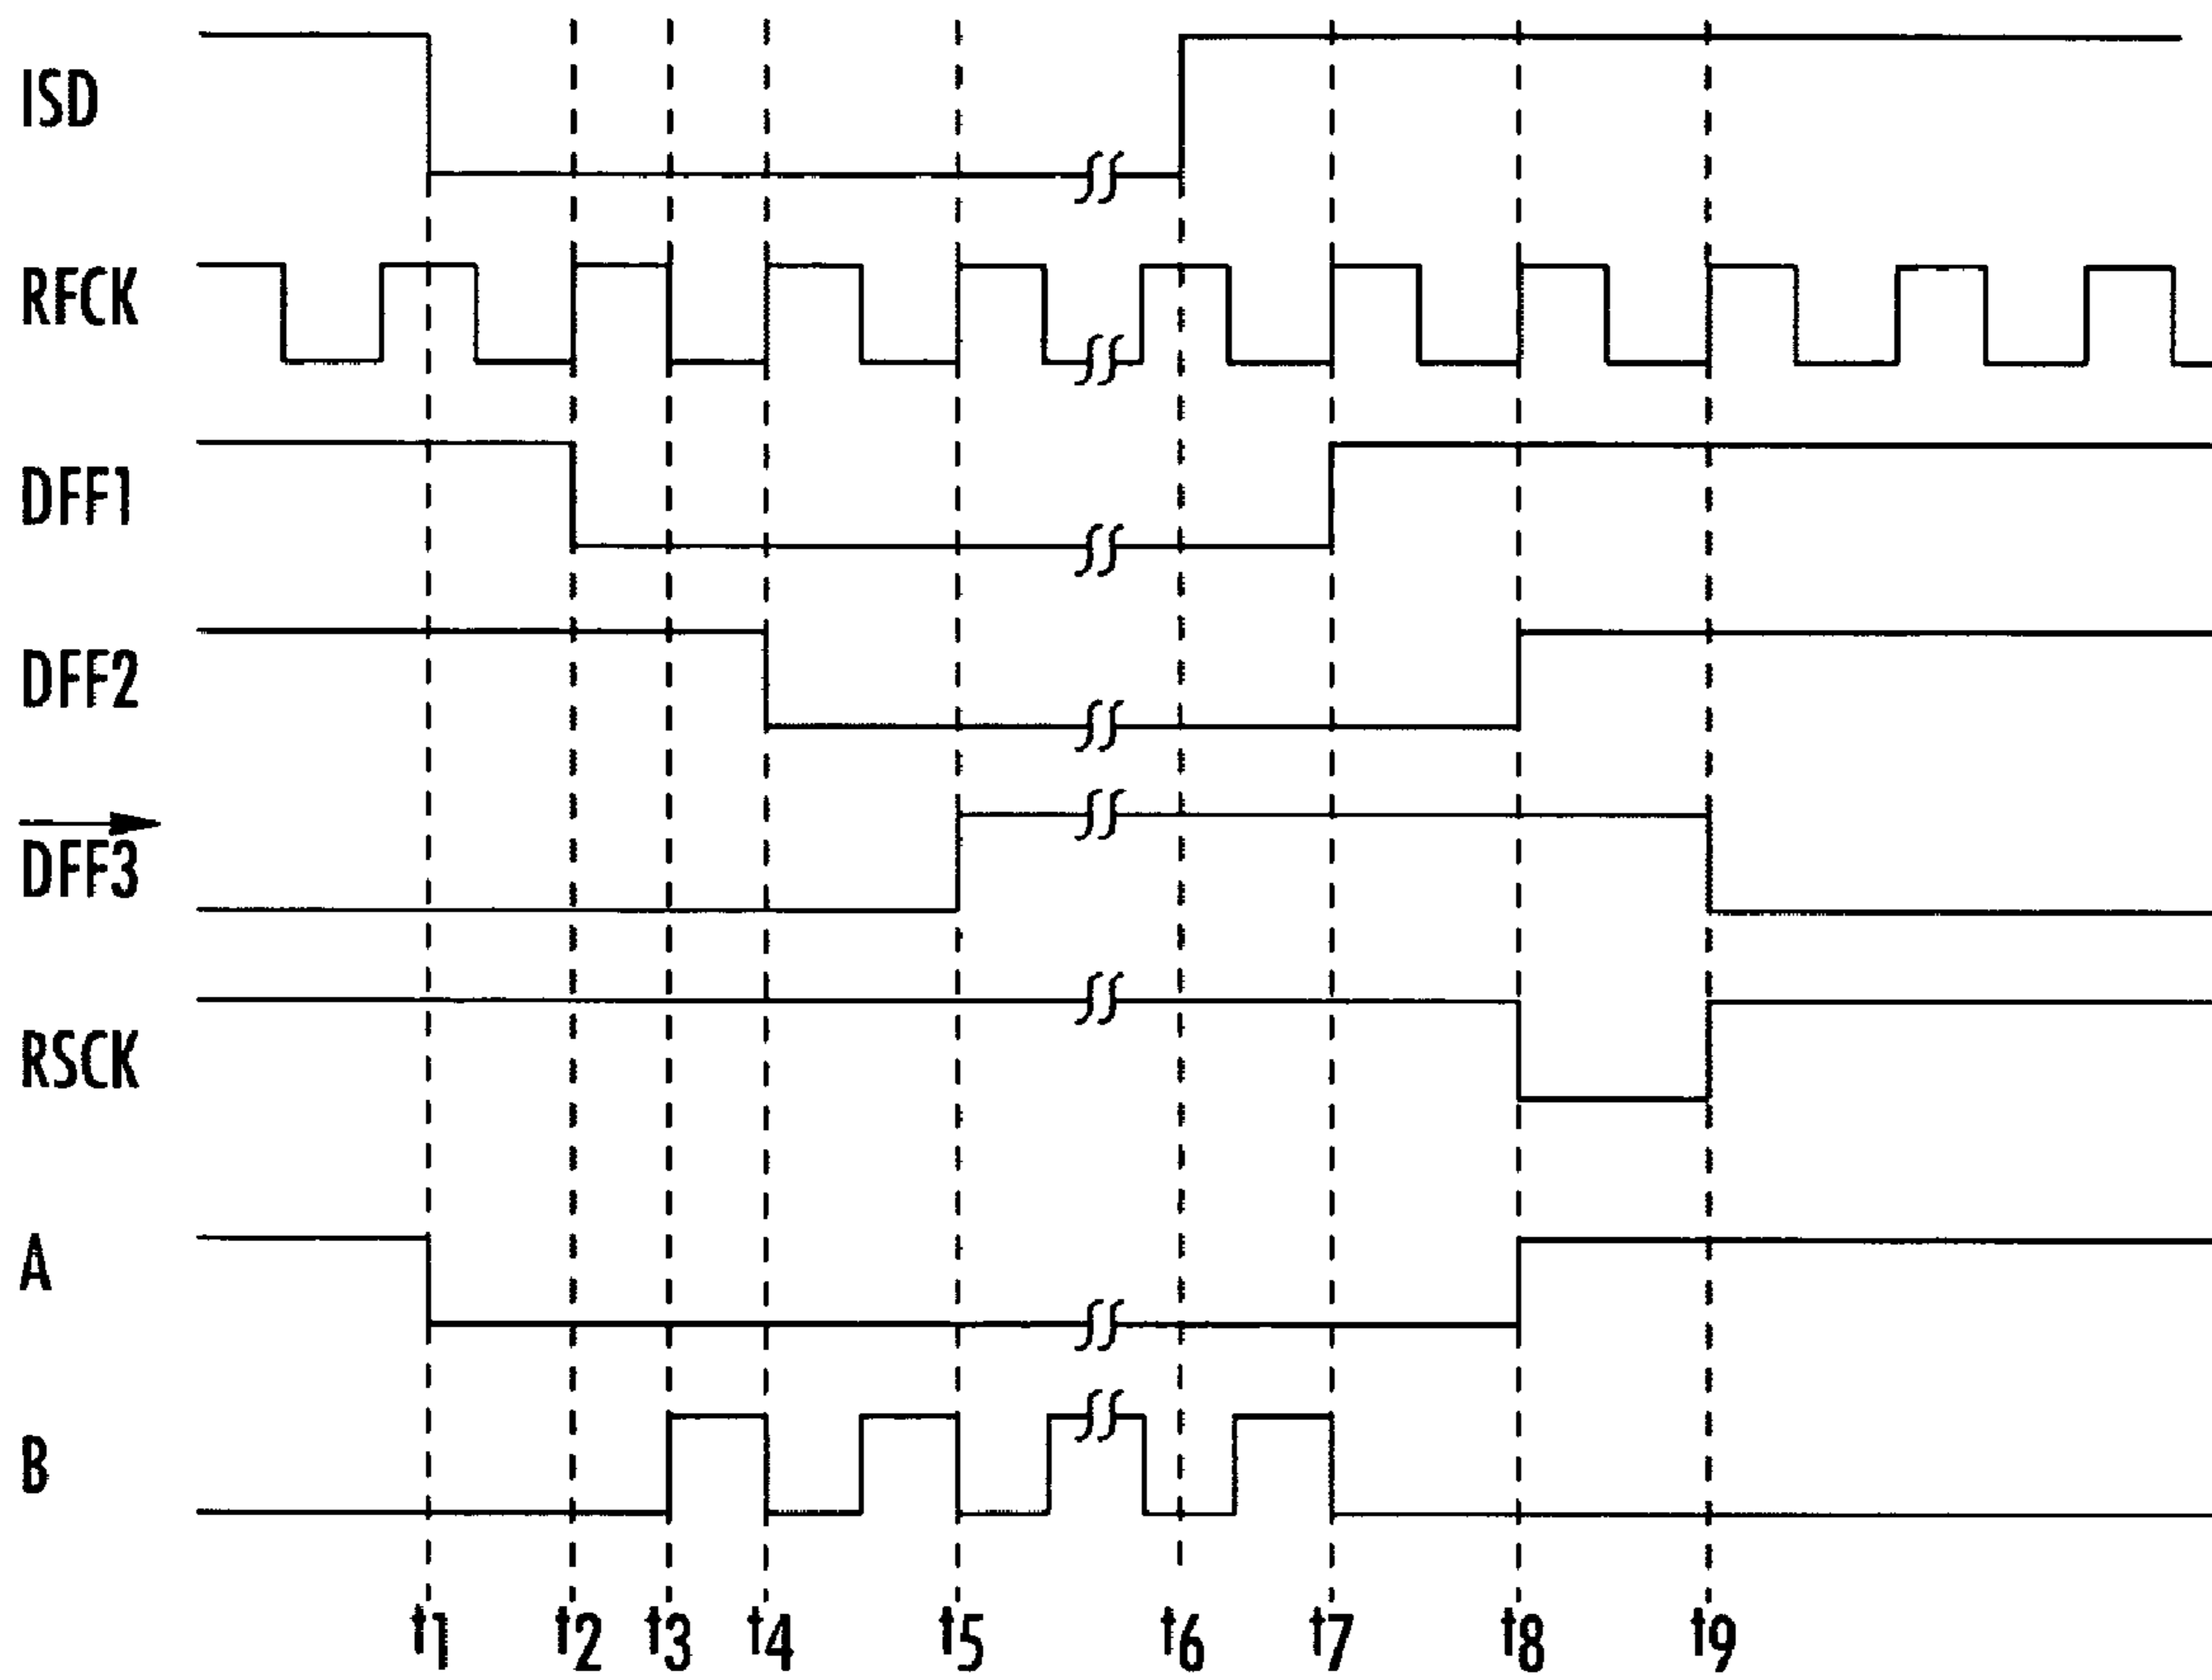 ISD
RFCK
DFF1
DFF2
DFF3
RSCK
A
B
t1 t2 t3 t4 t5 t6 t7 t8 t9